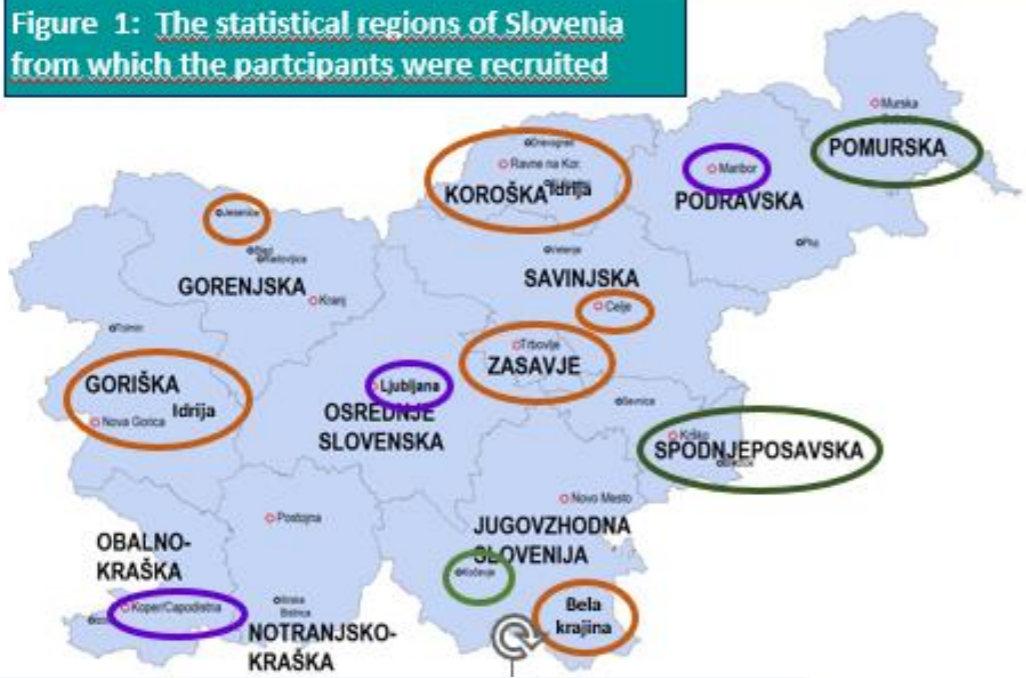 Figure 1: The statistical regions of Slovenia
from which the partcipants were recruited
Murska
POMURSKA
Dravograd
Ravne na Kor.
KOROŠKA
Idrija
Maribor
PODRAVSKA
Ptuj
Jesenice
Bled
Radovljica
GORENJSKA
Kranj
Velenje
SAVINJSKA
Celje
Tolmin
Trbovlje
ZASAVJE
GORIŠKA
Idrija
Nova Gorica
Ljubljana
OSREDNJE
SLOVENSKA
Sevnica
Krško
SPODNJEPOSAVSKA
Novo Mesto
Postojna
JUGOVZHODNA
SLOVENIJA
OBALNO-
KRAŠKA
Kočevje
Koper/Capodistria
Ilirska
Bistrica
Bela
krajina
NOTRANJSKO-
KRAŠKA